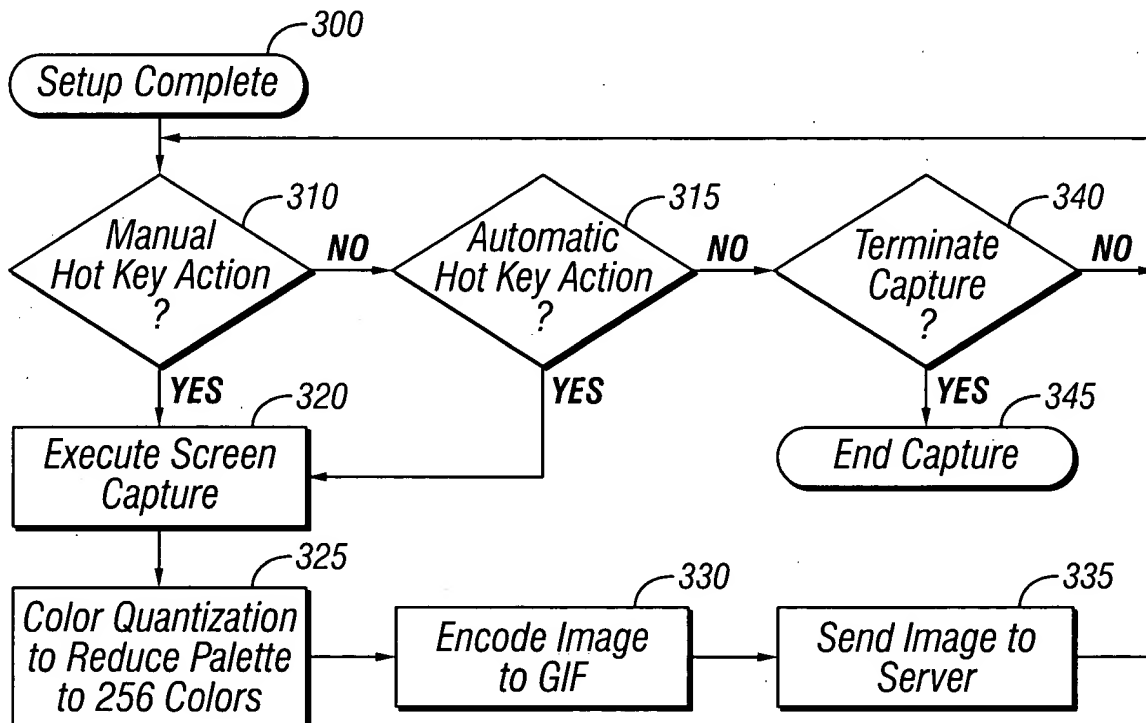 300
Setup Complete
310
Manual
Hot Key Action
?
NO
315
Automatic
Hot Key Action
?
NO
340
Terminate
Capture
?
NO
YES
320
Execute Screen
Capture
YES
YES
345
End Capture
325
Color Quantization
to Reduce Palette
to 256 Colors
330
Encode Image
to GIF
335
Send Image to
Server